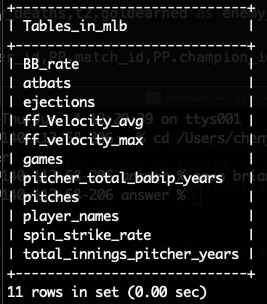 +------------------------------+
| Tables_in_mlb |
+------------------------------+
| BB_rate |
| atbats |
| ejections |
| ff_Velocity_avg |
| ff_velocity_max |
| games |
| pitcher_total_babip_years |
| pitches |
| player_names |
| spin_strike_rate |
| total_innings_pitcher_years |
+------------------------------+
11 rows in set (0.00 sec)